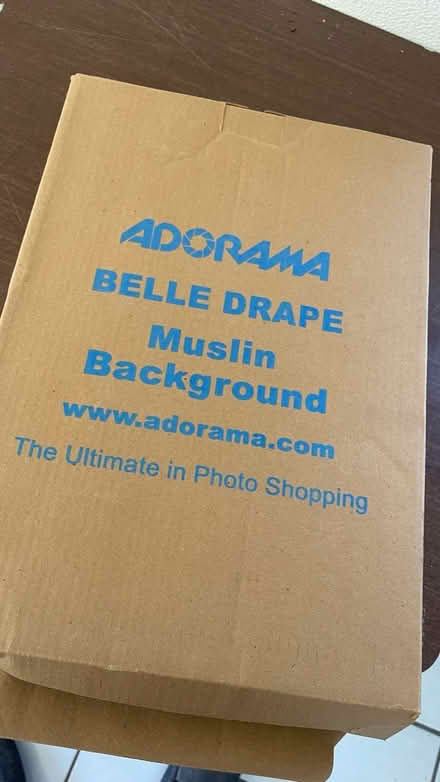 ADORAMA
BELLE DRAPE
Muslin
Background
www.adorama.com
The Ultimate in Photo Shopping